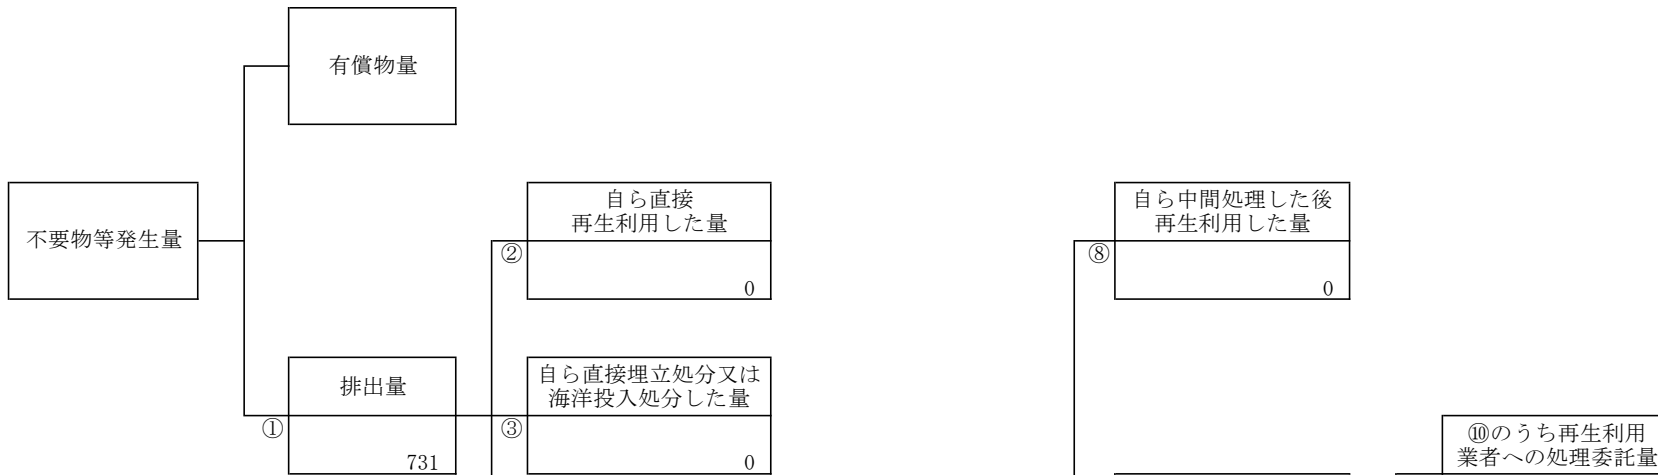 有償物量
不要物等発生量
自ら直接
再生利用した量
②
0
自ら中間処理した後
再生利用した量
⑧
0
排出量
①
731
自ら直接埋立処分又は
海洋投入処分した量
③
0
⑩のうち再生利用
業者への処理委託量